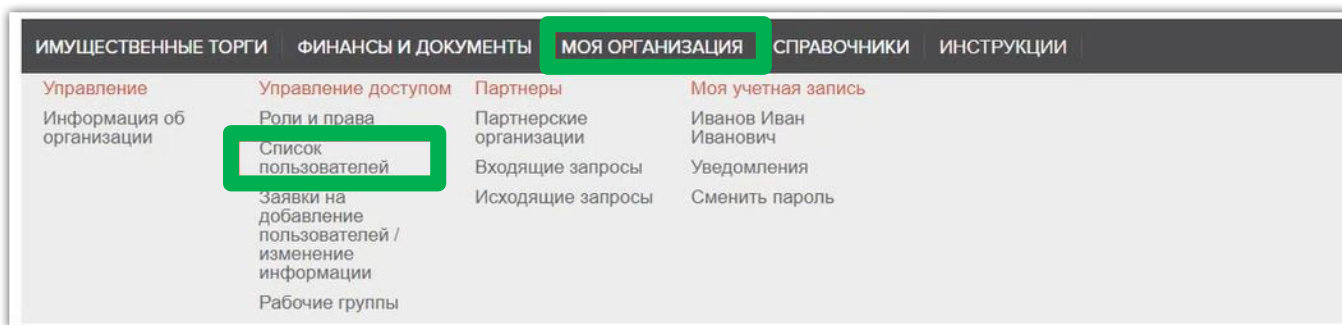 ИМУЩЕСТВЕННЫЕ ТОРГИ ФИНАНСЫ И ДОКУМЕНТЫ МОЯ ОРГАНИЗАЦИЯ СПРАВОЧНИКИ ИНСТРУКЦИИ
Управление
Информация об
организации
Управление доступом
Роли и права
Список
пользователей
Заявки на
добавление
пользователей /
изменение
информации
Рабочие группы
Партнеры
Партнерские
организации
Входящие запросы
Исходящие запросы
Моя учетная запись
Иванов Иван
Иванович
Уведомления
Сменить пароль